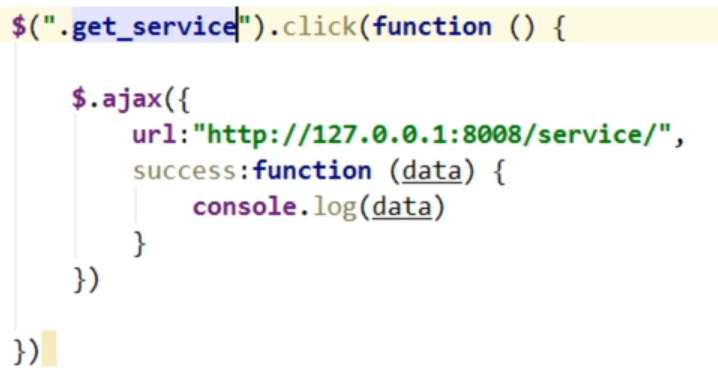 $(".get_service").click(function () {
$.ajax({
url:"http://127.0.0.1:8008/service/",
success:function (data) {
console.log(data)
}
})
})